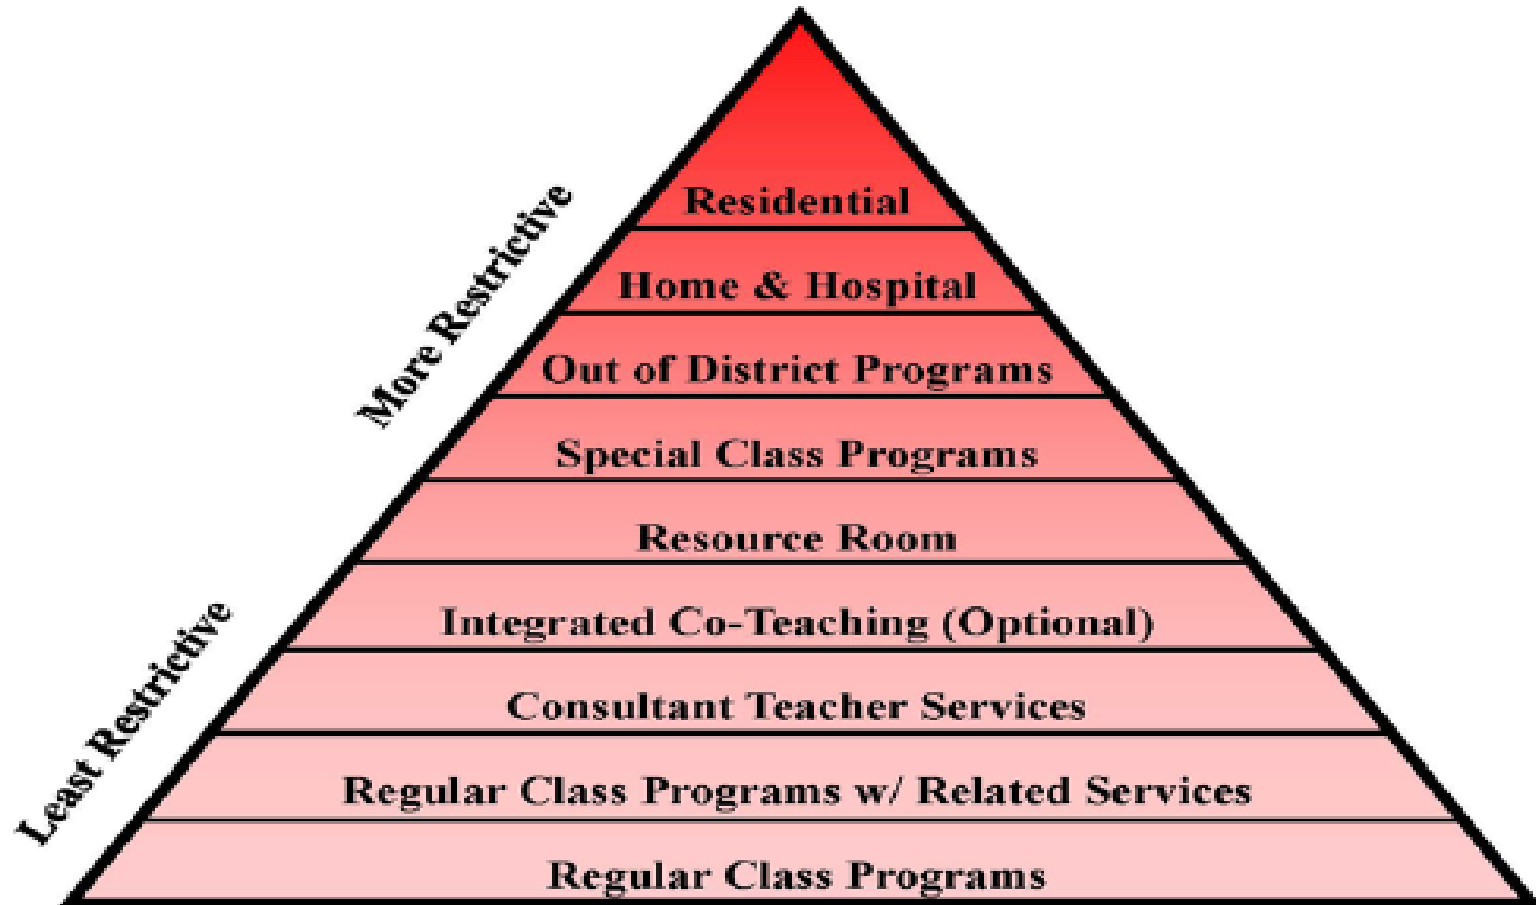 Residential
Home & Hospital
Out of District Programs
Special Class Programs
Resource Room
Integrated Co-Teaching (Optional)
Consultant Teacher Services
Regular Class Programs w/ Related Services
Regular Class Programs
More Restrictive
Least Restrictive